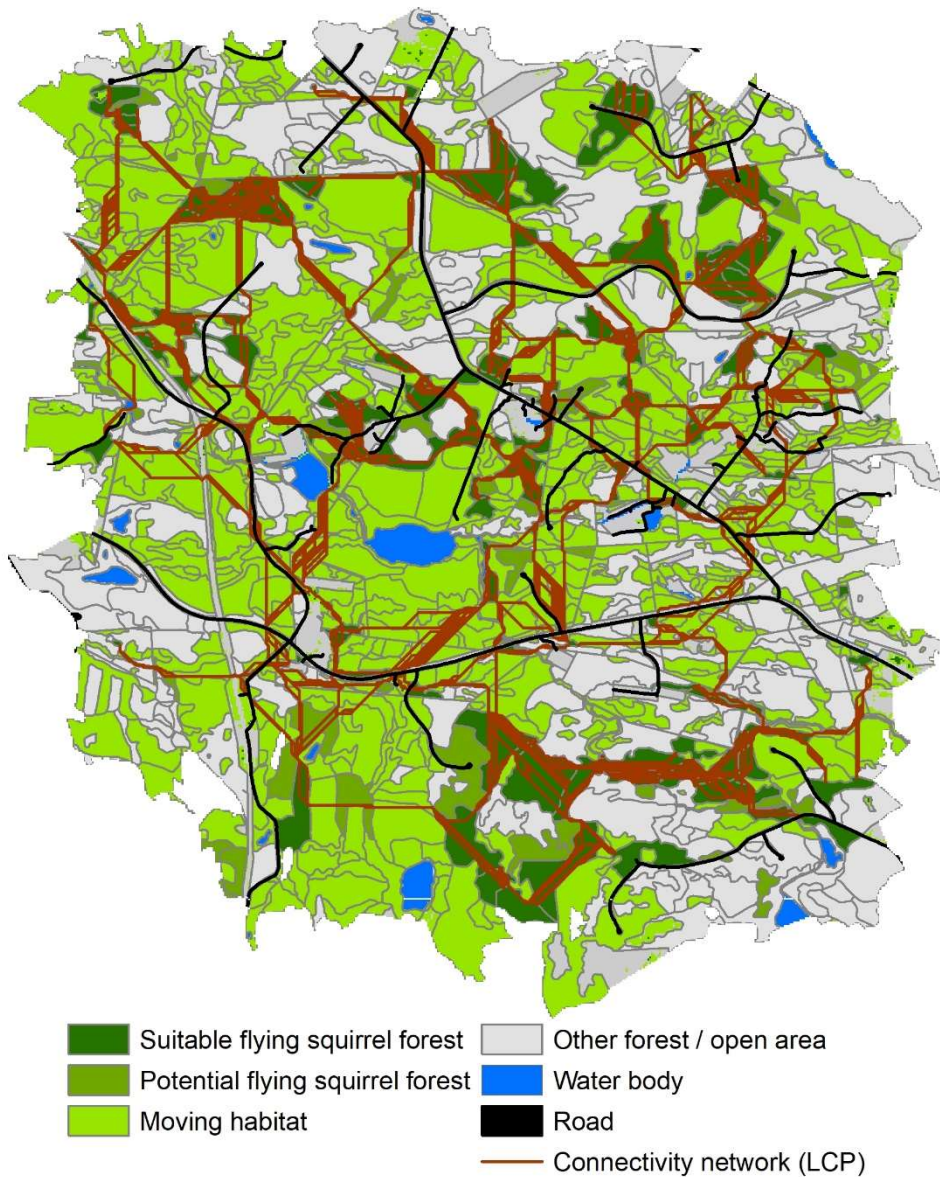 Suitable flying squirrel forest
Potential flying squirrel forest
Moving habitat
Other forest / open area
Water body
Road
Connectivity network (LCP)